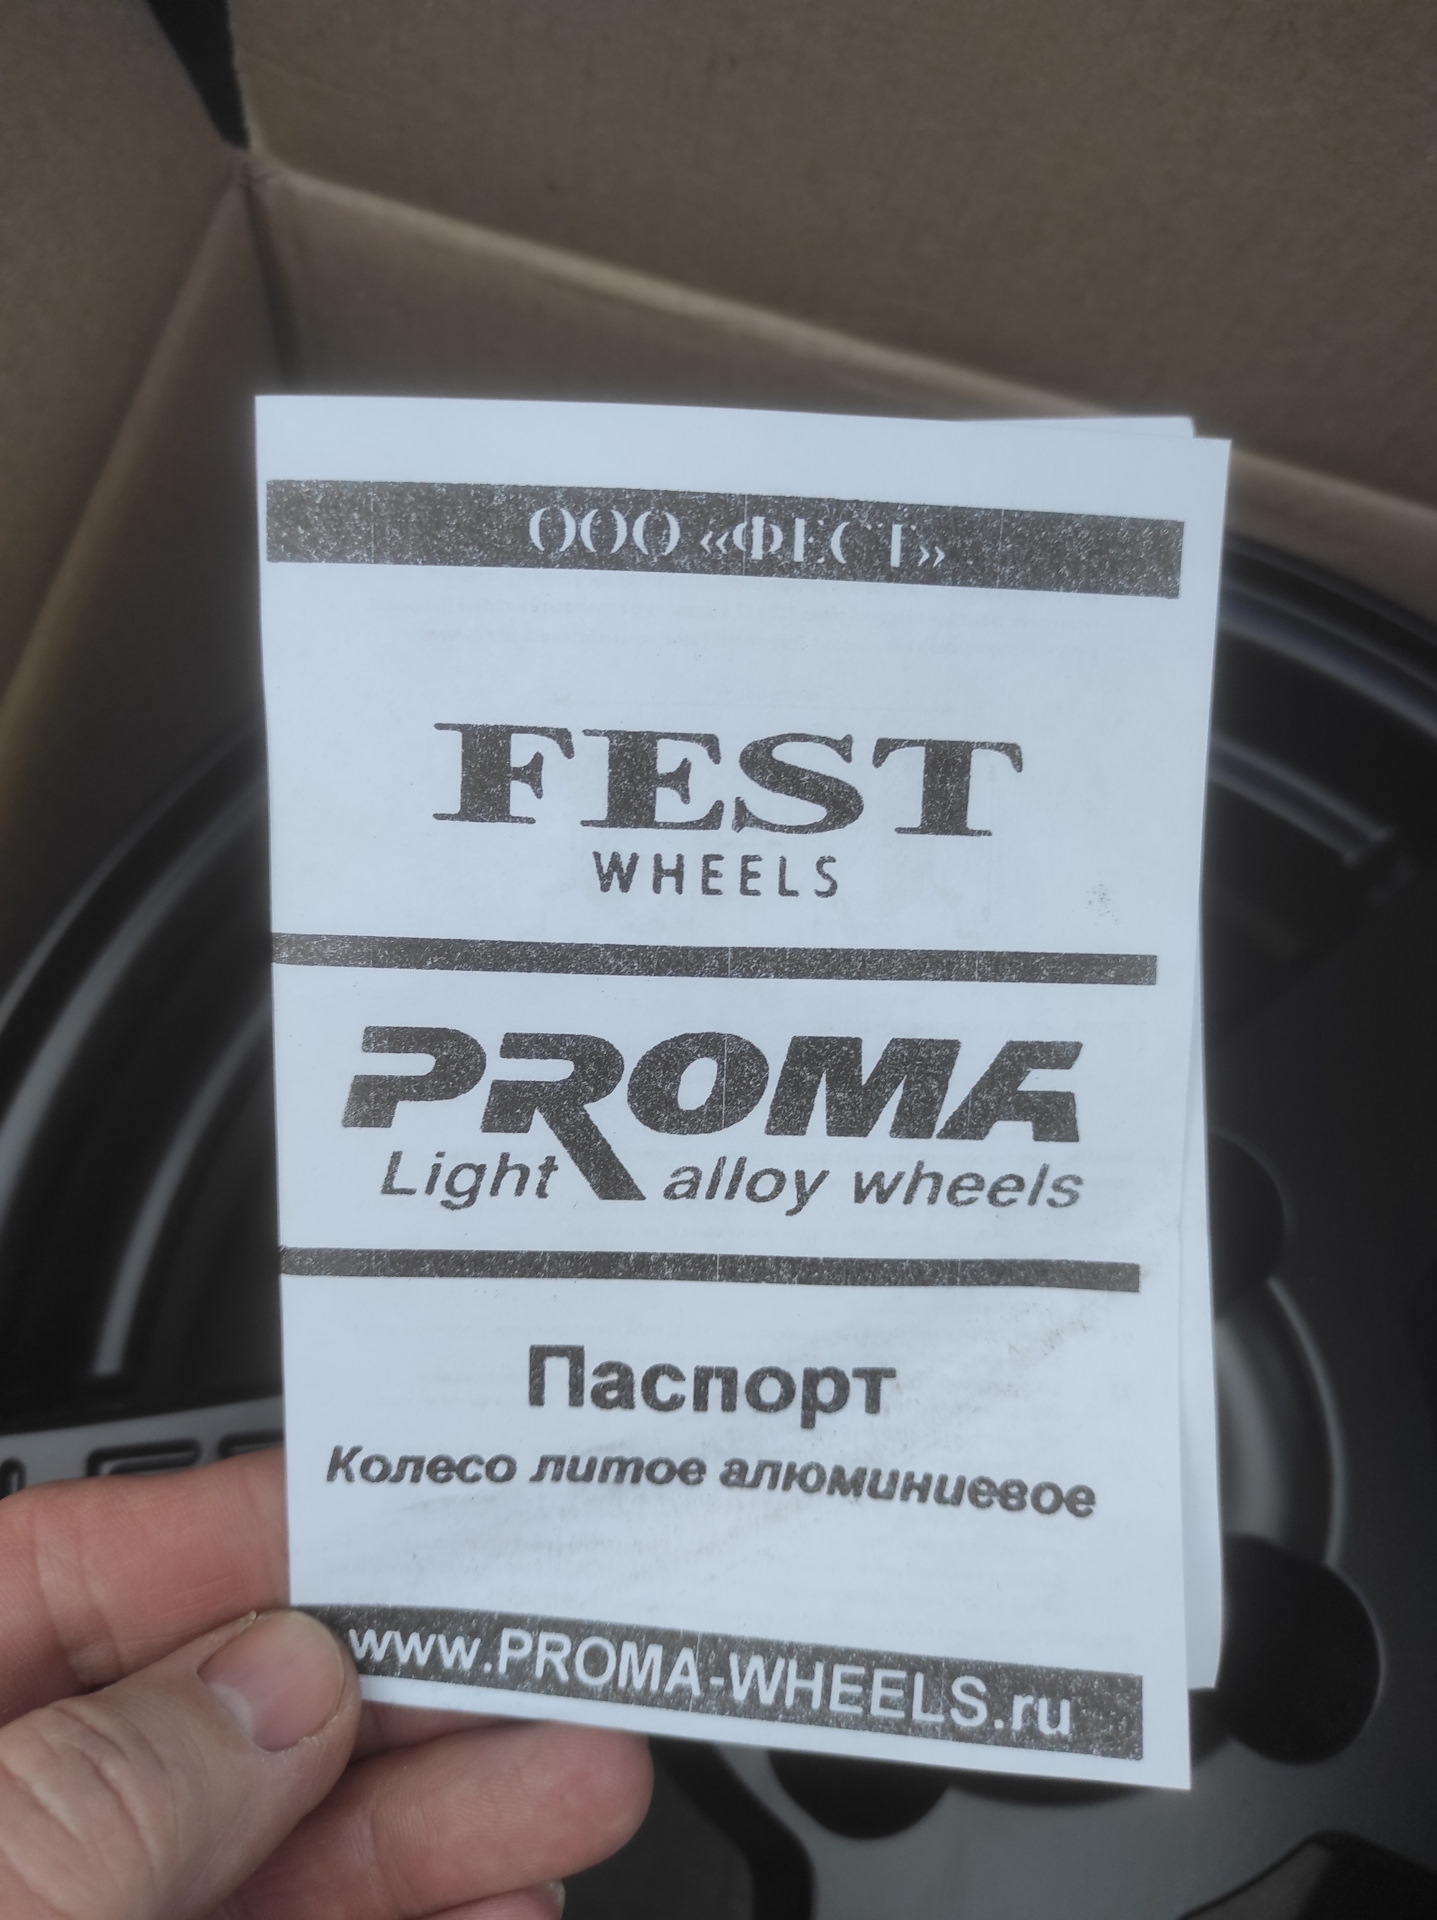 ООО «ФЕСТ»
FEST
WHEELS
PROMA
Light alloy wheels
Паспорт
Колесо литое алюминиевое
www.PROMA-WHEELS.ru